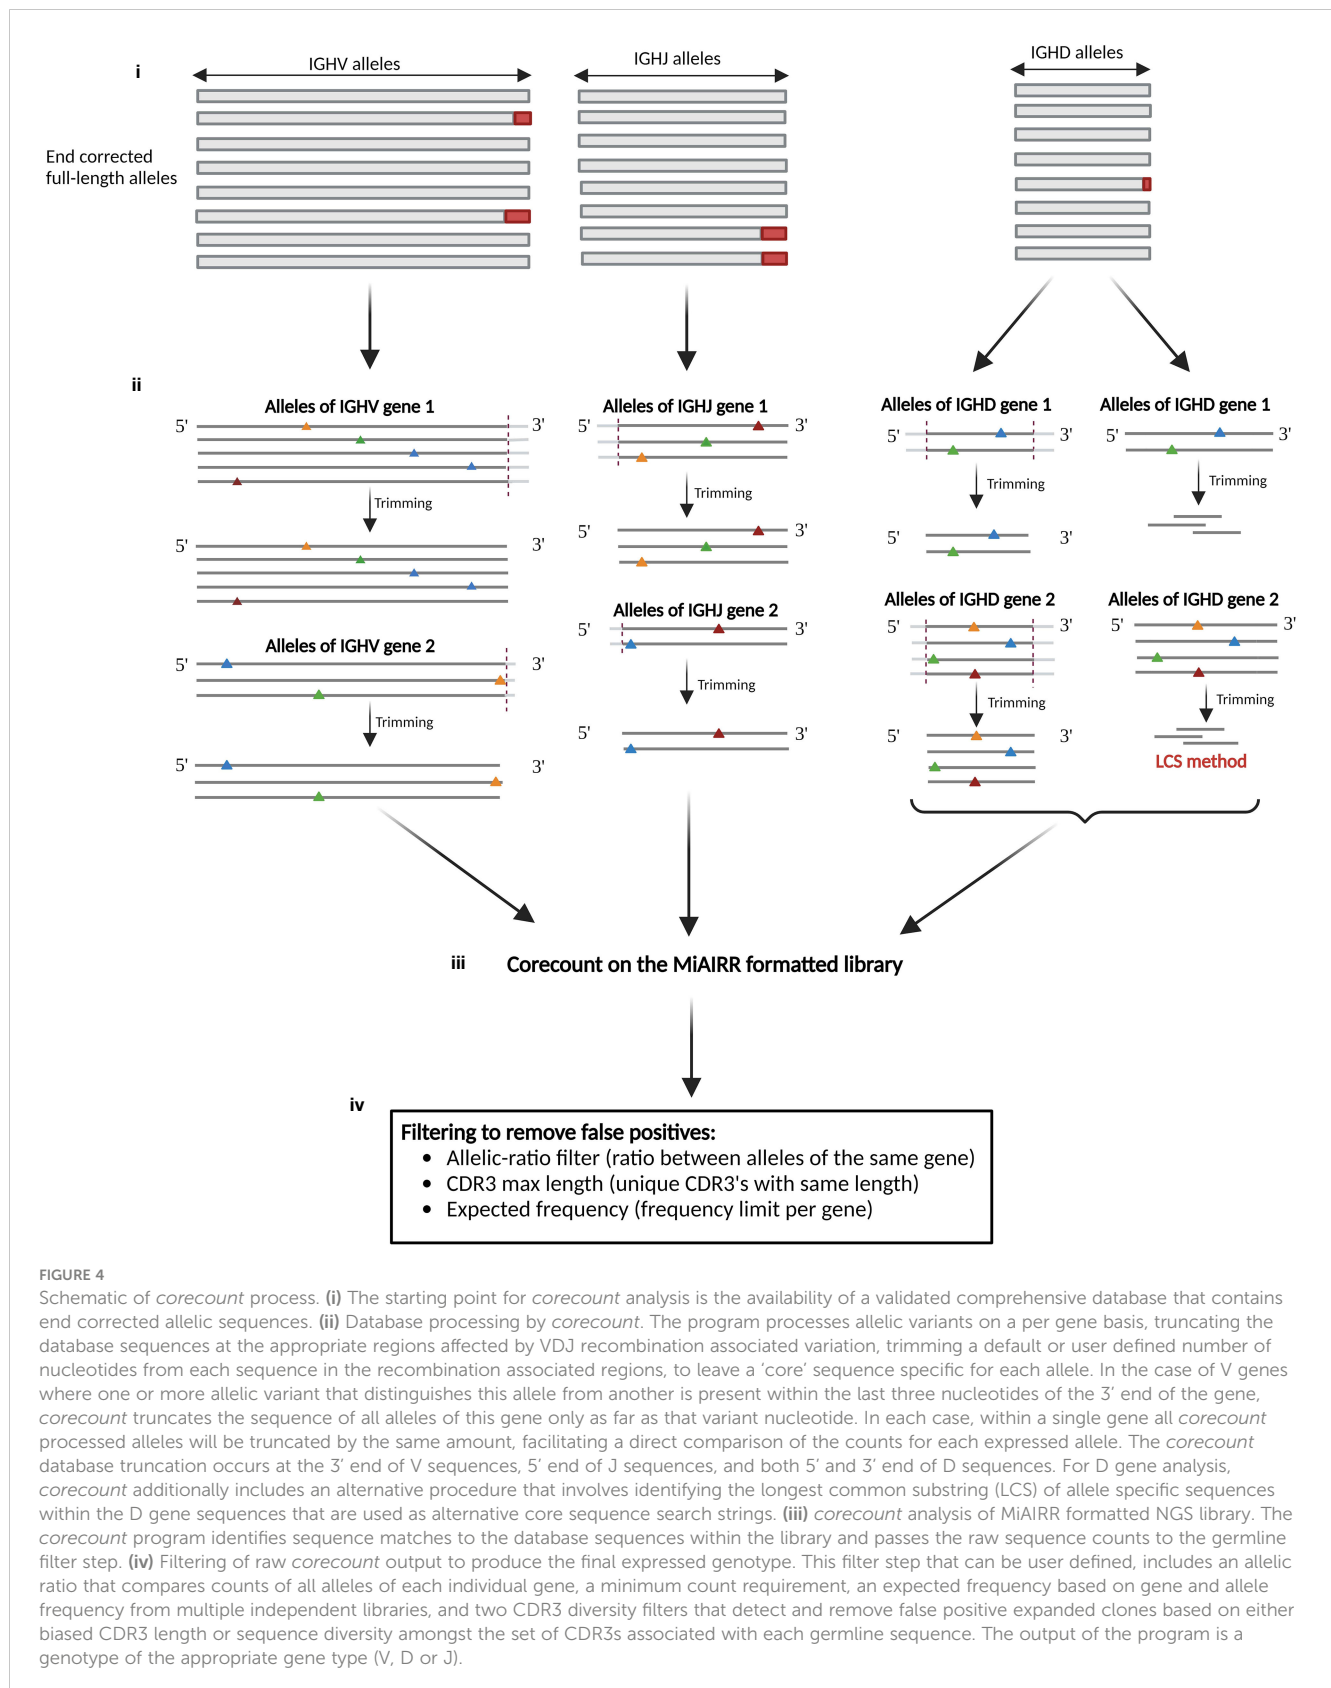 i
IGHV alleles
IGHJ alleles
IGHD alleles
End corrected
full-length alleles
ii
Alleles of IGHV gene 1
5'
3'
Trimming
5'
3'
Alleles of IGHV gene 2
5'
3'
Trimming
5'
3'
Alleles of IGHJ gene 1
5'
3'
Trimming
5'
3'
Alleles of IGHJ gene 2
5'
3'
Trimming
5'
3'
Alleles of IGHD gene 1
5'
3'
Trimming
5'
3'
Alleles of IGHD gene 2
5'
3'
Trimming
5'
3'
Alleles of IGHD gene 1
5'
3'
Trimming
Alleles of IGHD gene 2
5'
3'
Trimming
LCS method
iii Corecount on the MiAIRR formatted library
iv
Filtering to remove false positives:
• Allelic-ratio filter (ratio between alleles of the same gene)
• CDR3 max length (unique CDR3's with same length)
• Expected frequency (frequency limit per gene)
FIGURE 4
Schematic of corecount process. (i) The starting point for corecount analysis is the availability of a validated comprehensive database that contains
end corrected allelic sequences. (ii) Database processing by corecount. The program processes allelic variants on a per gene basis, truncating the
database sequences at the appropriate regions affected by VDJ recombination associated variation, trimming a default or user defined number of
nucleotides from each sequence in the recombination associated regions, to leave a ‘core’ sequence specific for each allele. In the case of V genes
where one or more allelic variant that distinguishes this allele from another is present within the last three nucleotides of the 3’ end of the gene,
corecount truncates the sequence of all alleles of this gene only as far as that variant nucleotide. In each case, within a single gene all corecount
processed alleles will be truncated by the same amount, facilitating a direct comparison of the counts for each expressed allele. The corecount
database truncation occurs at the 3’ end of V sequences, 5’ end of J sequences, and both 5’ and 3’ end of D sequences. For D gene analysis,
corecount additionally includes an alternative procedure that involves identifying the longest common substring (LCS) of allele specific sequences
within the D gene sequences that are used as alternative core sequence search strings. (iii) corecount analysis of MiAIRR formatted NGS library. The
corecount program identifies sequence matches to the database sequences within the library and passes the raw sequence counts to the germline
filter step. (iv) Filtering of raw corecount output to produce the final expressed genotype. This filter step that can be user defined, includes an allelic
ratio that compares counts of all alleles of each individual gene, a minimum count requirement, an expected frequency based on gene and allele
frequency from multiple independent libraries, and two CDR3 diversity filters that detect and remove false positive expanded clones based on either
biased CDR3 length or sequence diversity amongst the set of CDR3s associated with each germline sequence. The output of the program is a
genotype of the appropriate gene type (V, D or J).